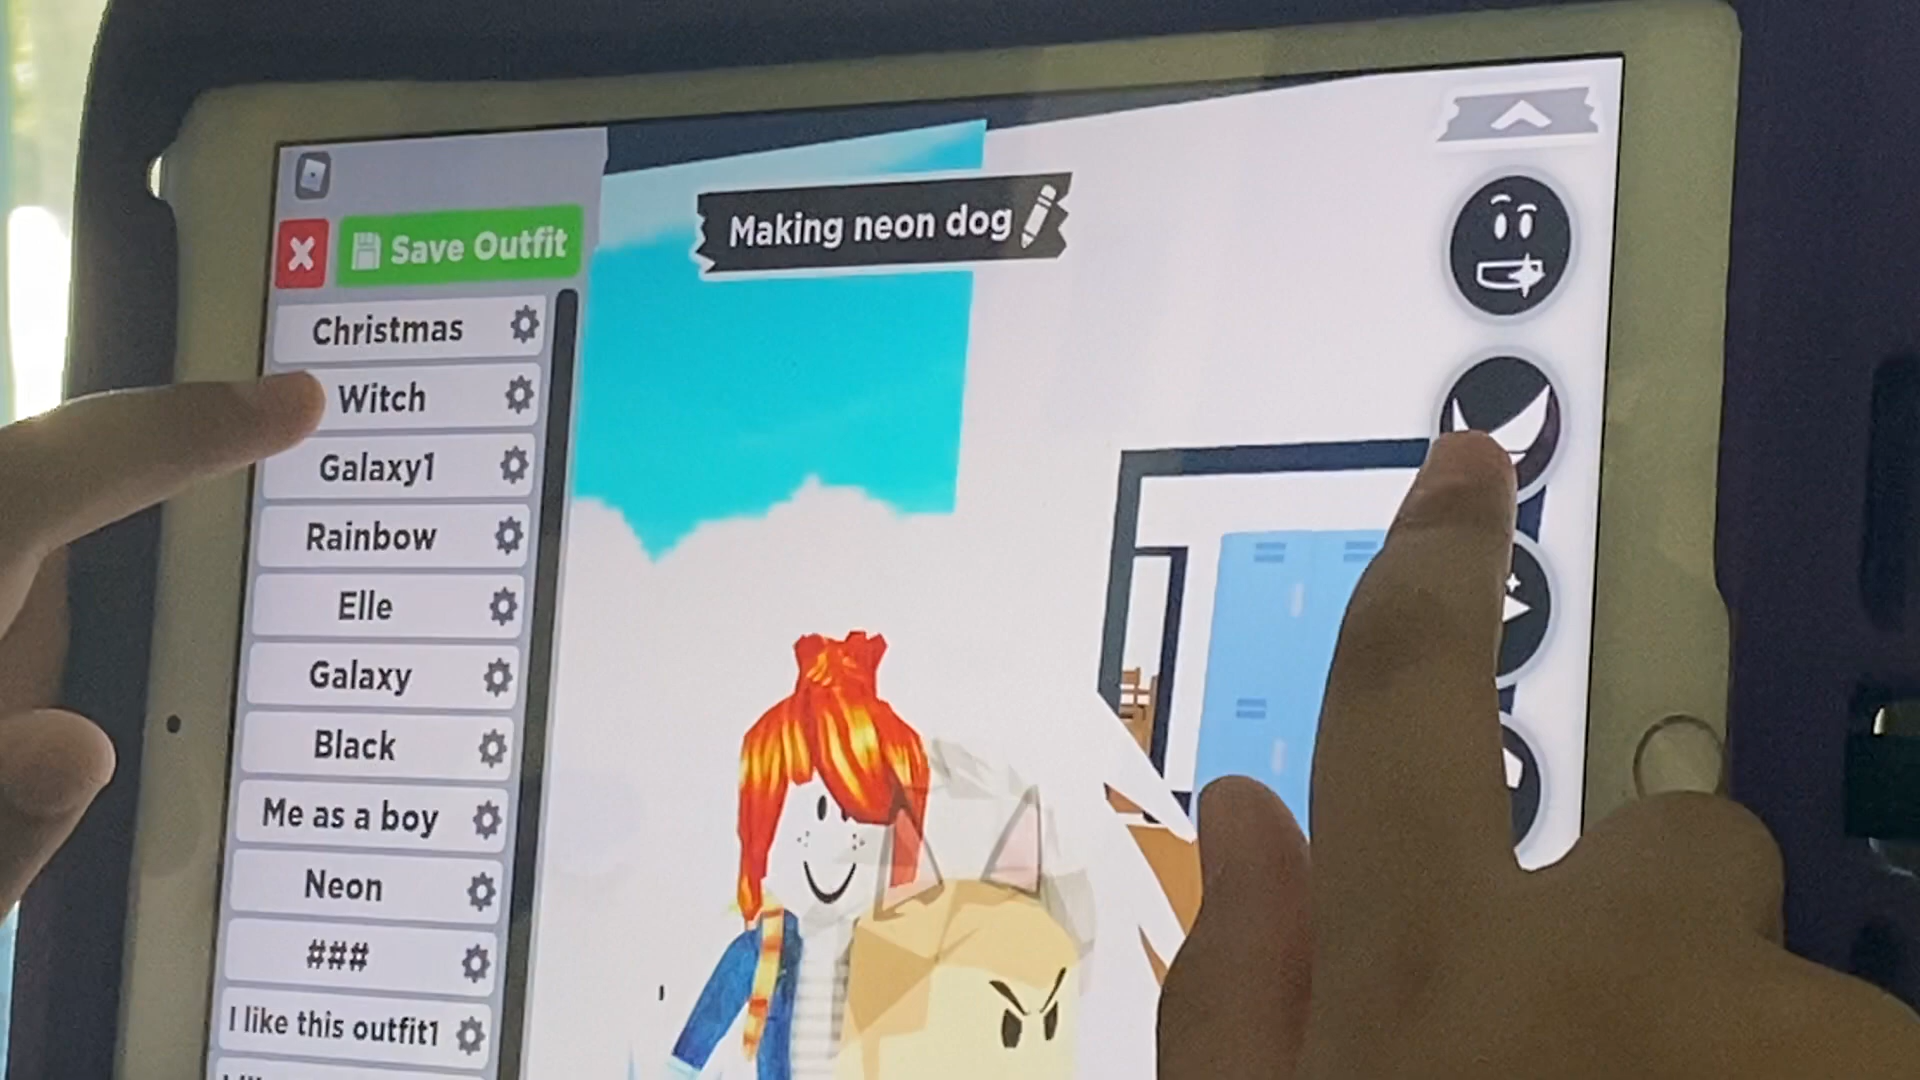 Making neon dog
Save Outfit
Christmas
Witch
Galaxy1
Rainbow
Elle
Galaxy
Black
Me as a boy
Neon
###
I like this outfit1